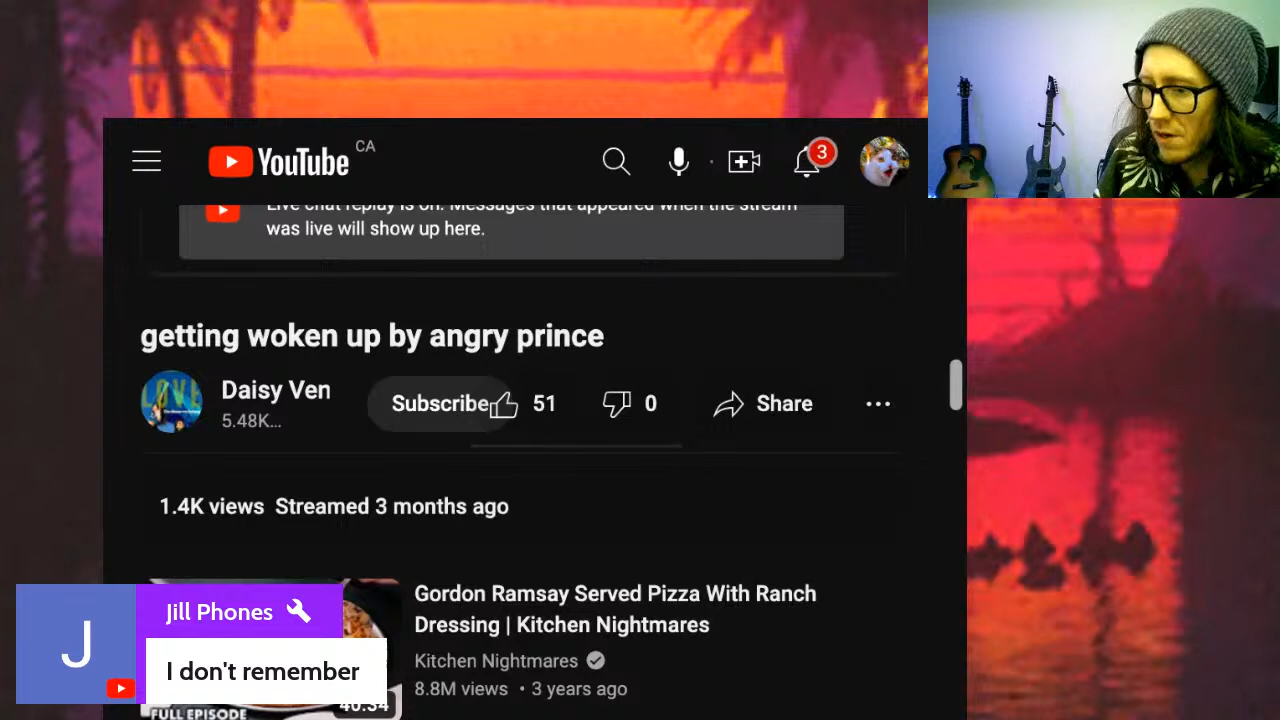 YouTube CA
3
Live chat replay is on. Messages that appeared when the stream
was live will show up here.
getting woken up by angry prince
LOVE
Daisy Ven
5.48K...
Subscribe
51
0
Share
1.4K views Streamed 3 months ago
Gordon Ramsay Served Pizza With Ranch
Dressing | Kitchen Nightmares
Kitchen Nightmares
8.8M views • 3 years ago
FULL EPISODE
40:34
J
Jill Phones
I don't remember